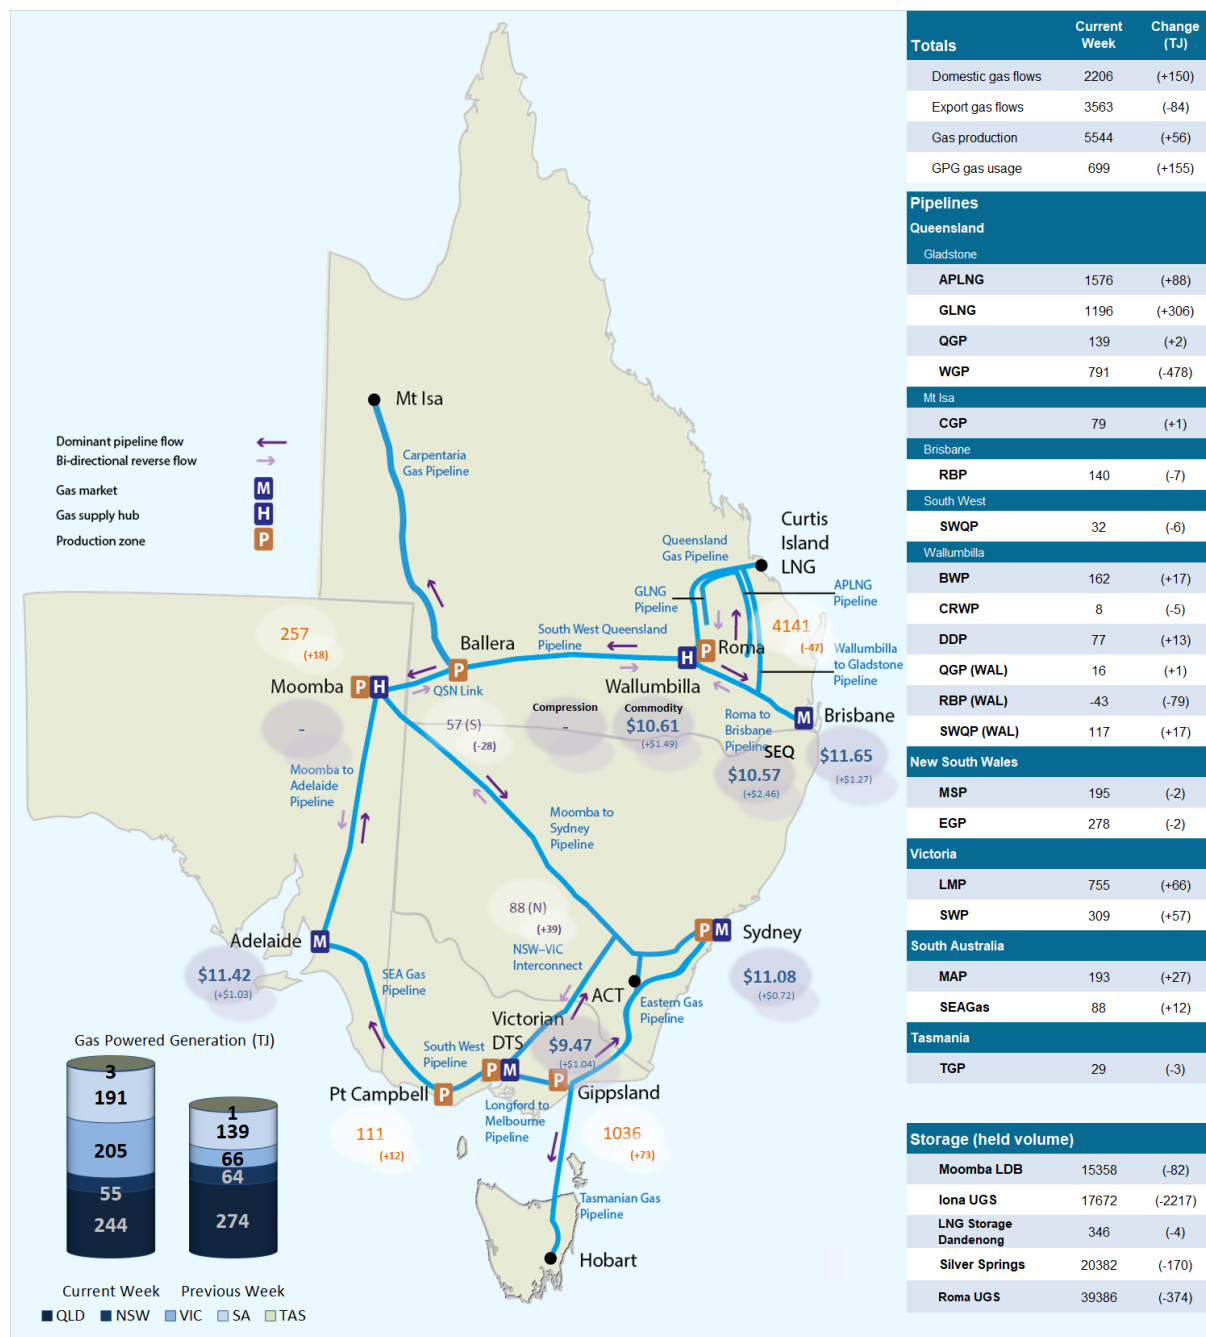 Mt Isa
Dominant pipeline flow
Bi-directional reverse flow
Gas market M
Gas supply hub H
Production zone P
Carpentaria
Gas Pipeline
Curtis
Island
LNG
Queensland
Gas Pipeline
GLNG
Pipeline
APLNG
Pipeline
257
(+18)
Ballera
South West Queensland
Pipeline
4141
(-47)
H P Roma
Wallumbilla
to Gladstone
Pipeline
P
Moomba P H
QSN Link
Wallumbilla
57 (S)
(-28)
Compression
-
Commodity
$10.61
(+$1.49)
Roma to
Brisbane
Pipeline
M Brisbane
SEQ
$10.57
(+$2.46)
$11.65
(+$1.27)
-
Moomba to
Adelaide
Pipeline
Moomba to
Sydney
Pipeline
88 (N)
(+39)
NSW-VIC
Interconnect
P M Sydney
$11.08
(+$0.72)
Adelaide M
$11.42
(+$1.03)
SEA Gas
Pipeline
ACT
Eastern Gas
Pipeline
Victorian
DTS
$9.47
(+$1.04)
South West
Pipeline
P M
P
Gippsland
Pt Campbell P
Longford to
Melbourne
Pipeline
111
(+12)
1036
(+73)
Tasmanian Gas
Pipeline
Hobart
Gas Powered Generation (TJ)
3
191
205
55
244
1
139
66
64
274
Current Week Previous Week
QLD NSW VIC SA TAS
Totals Current Week Change (TJ)
Domestic gas flows 2206 (+150)
Export gas flows 3563 (-84)
Gas production 5544 (+56)
GPG gas usage 699 (+155)
Pipelines
Queensland
Gladstone
APLNG 1576 (+88)
GLNG 1196 (+306)
QGP 139 (+2)
WGP 791 (-478)
Mt Isa
CGP 79 (+1)
Brisbane
RBP 140 (-7)
South West
SWQP 32 (-6)
Wallumbilla
BWP 162 (+17)
CRWP 8 (-5)
DDP 77 (+13)
QGP (WAL) 16 (+1)
RBP (WAL) -43 (-79)
SWQP (WAL) 117 (+17)
New South Wales
MSP 195 (-2)
EGP 278 (-2)
Victoria
LMP 755 (+66)
SWP 309 (+57)
South Australia
MAP 193 (+27)
SEAGas 88 (+12)
Tasmania
TGP 29 (-3)
Storage (held volume)
Moomba LDB 15358 (-82)
Iona UGS 17672 (-2217)
LNG Storage
Dandenong 346 (-4)
Silver Springs 20382 (-170)
Roma UGS 39386 (-374)